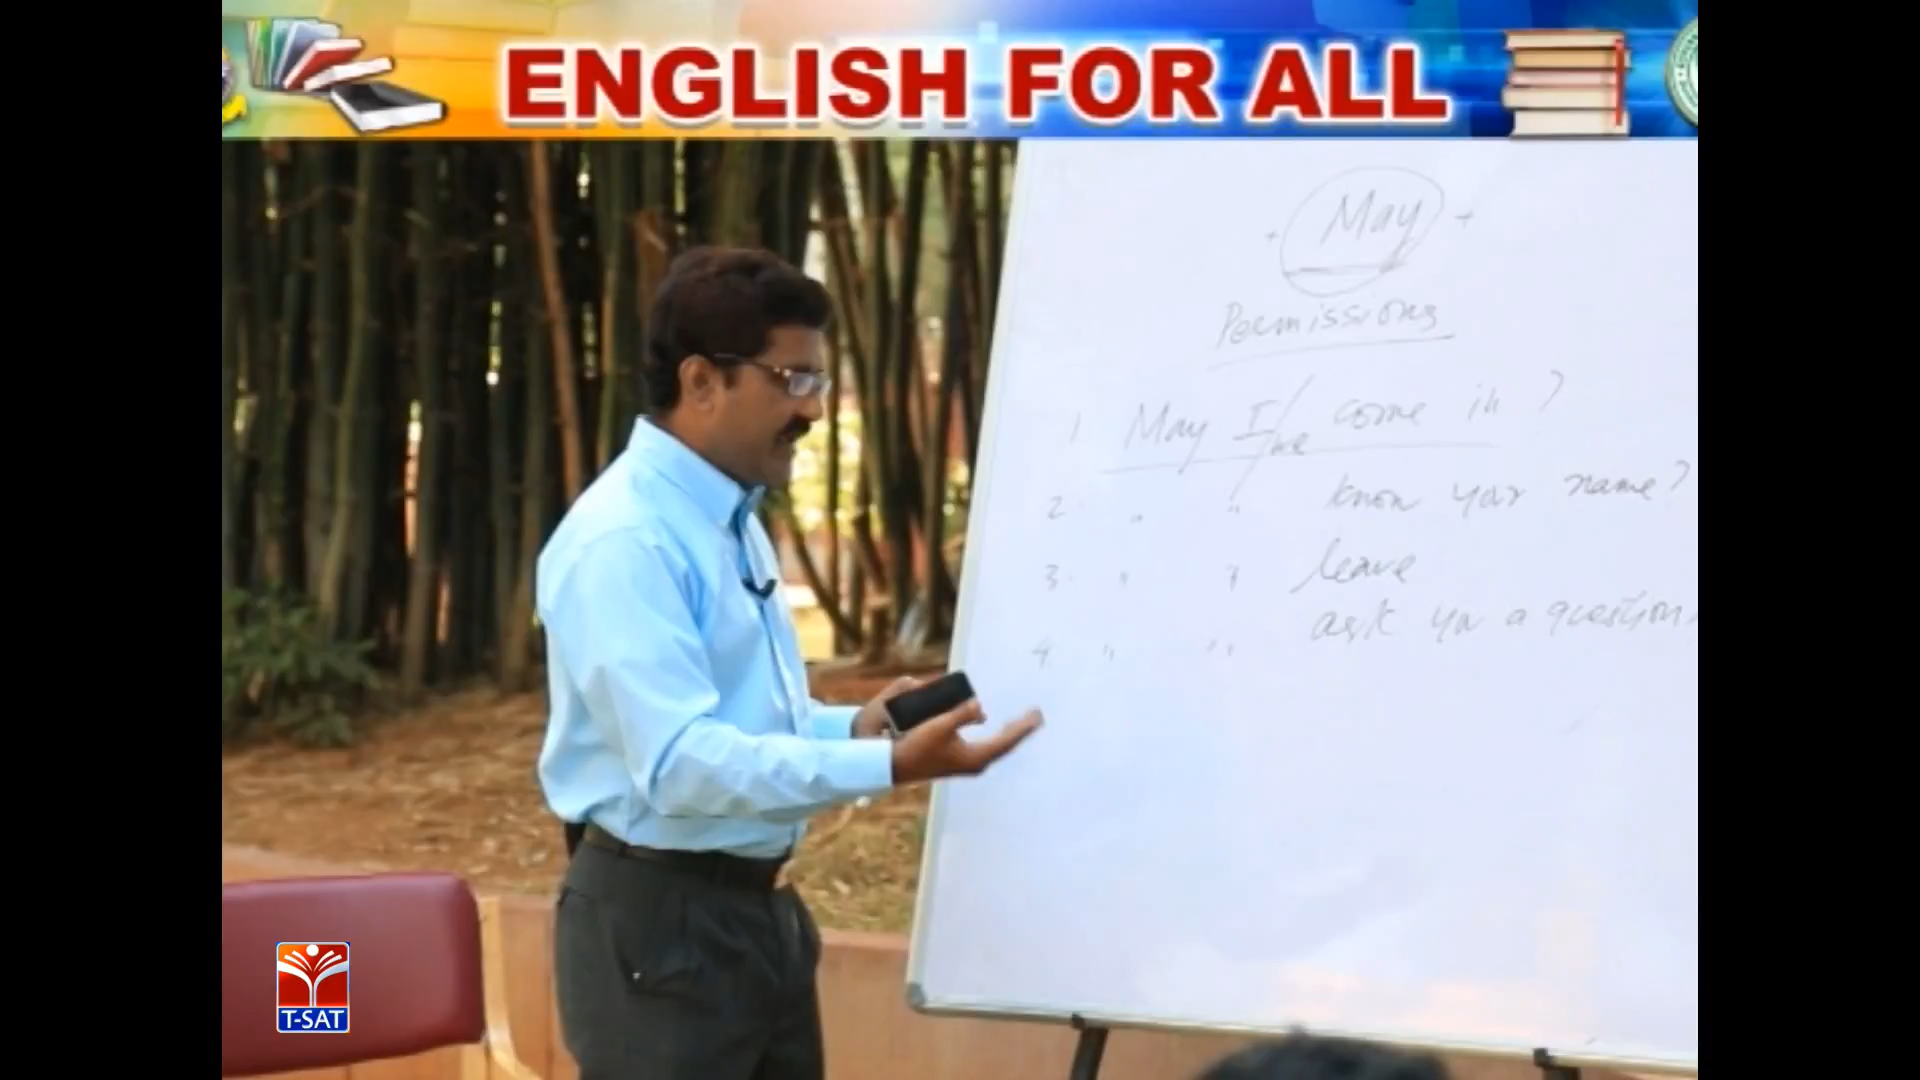 ENGLISH FOR ALL
May
Permissions
1 May I/we come in?
2. " " know your name?
3. " " leave
4. " " ask you a question.
T-SAT